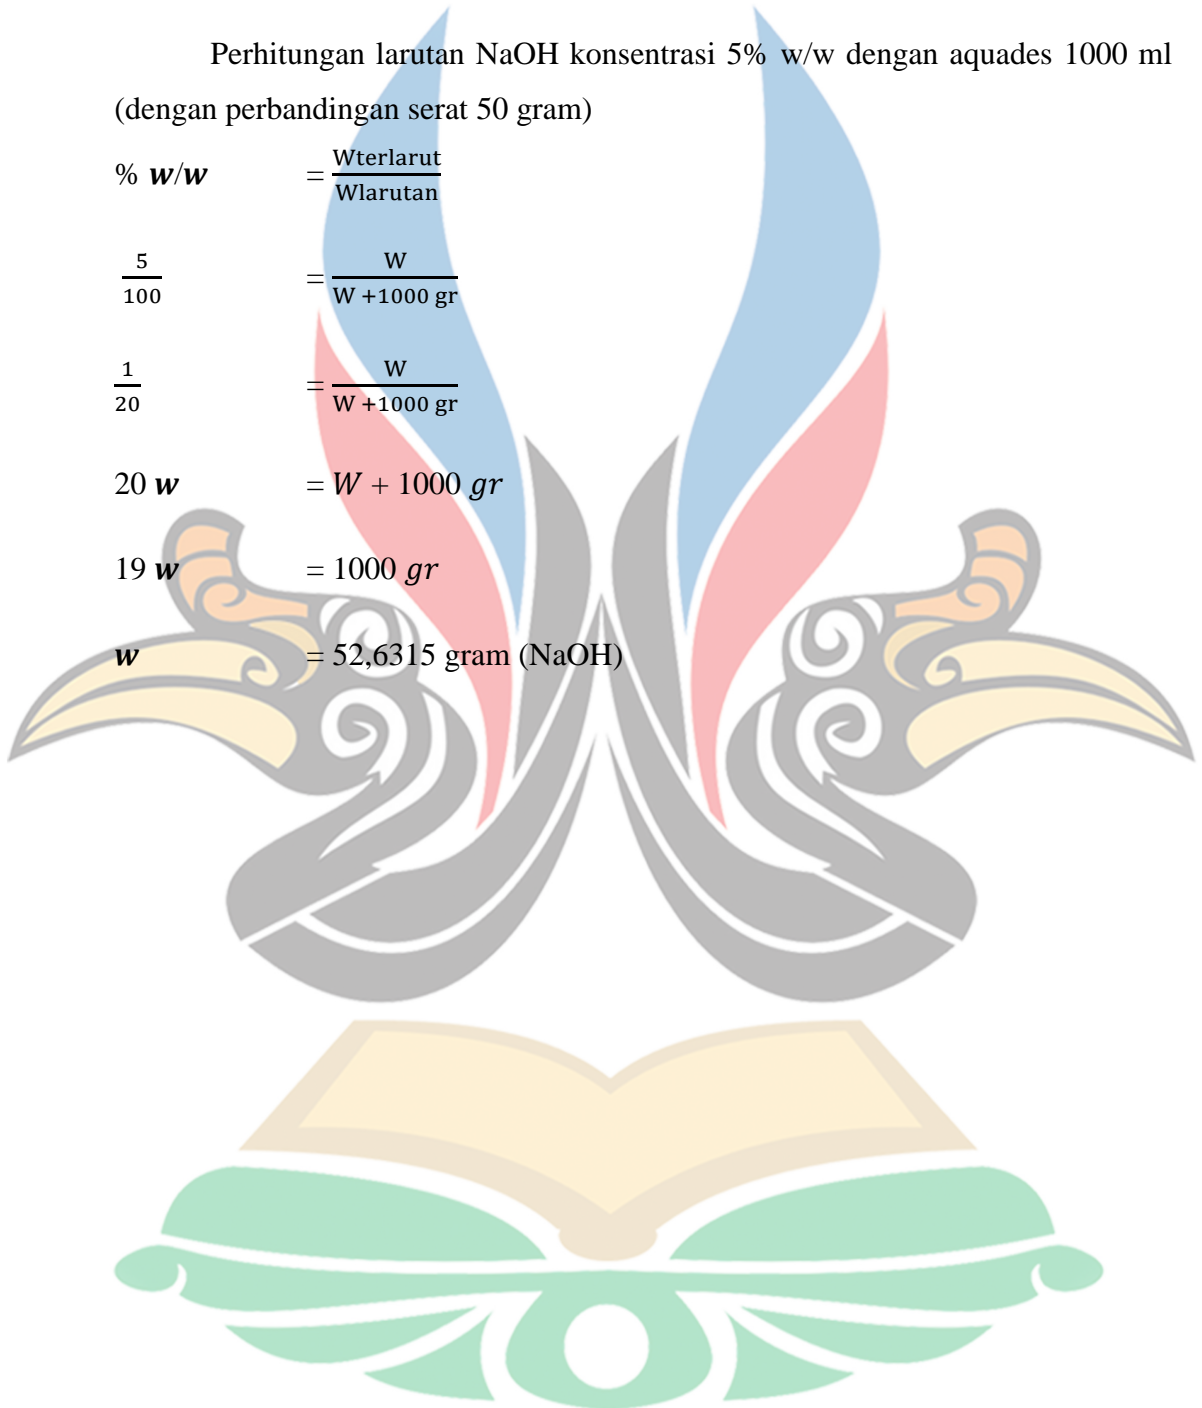 Perhitungan larutan NaOH konsentrasi 5% w/w dengan aquades 1000 ml
(dengan perbandingan serat 50 gram)
% w/w = Wterlarut / Wlarutan
5/100 = W / W +1000 gr
1/20 = W / W +1000 gr
20 w = W + 1000 gr
19 w = 1000 gr
w = 52,6315 gram (NaOH)